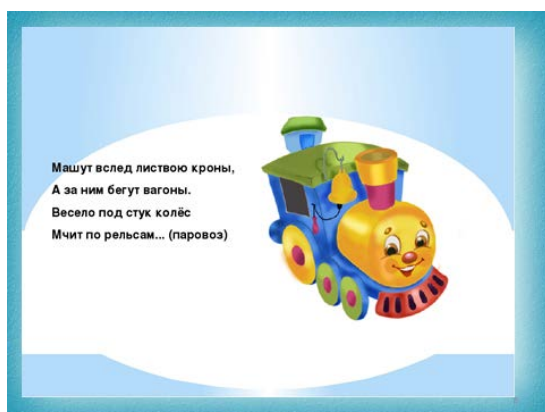 Машут вслед листвою кроны,
А за ним бегут вагоны.
Весело под стук колёс
Мчит по рельсам... (паровоз)